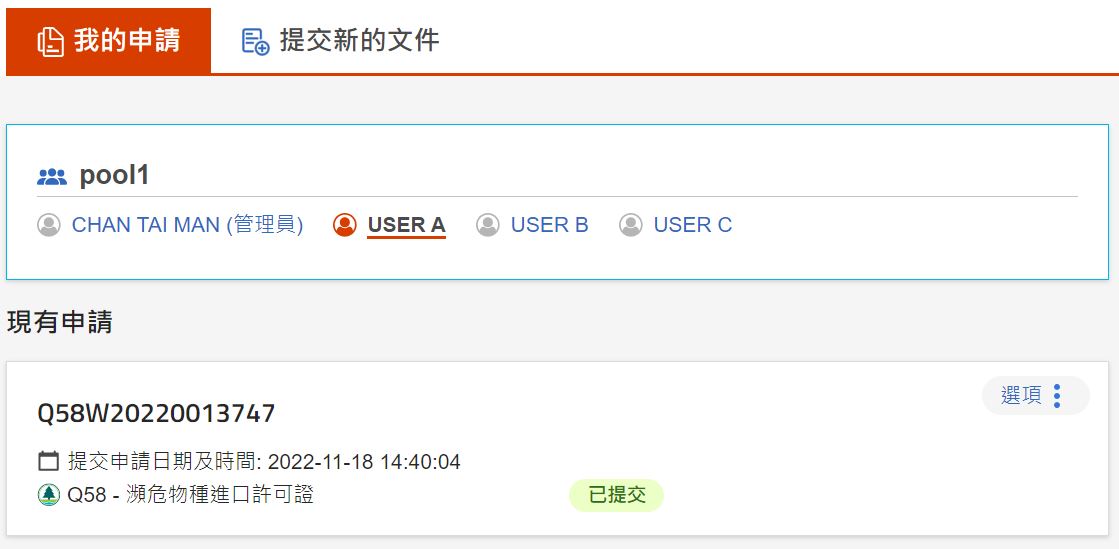 我的申請 提交新的文件
pool1
CHAN TAI MAN (管理員) USER A USER B USER C
現有申請
選項
Q58W20220013747
提交申請日期及時間: 2022-11-18 14:40:04
Q58 - 瀕危物種進口許可證 已提交